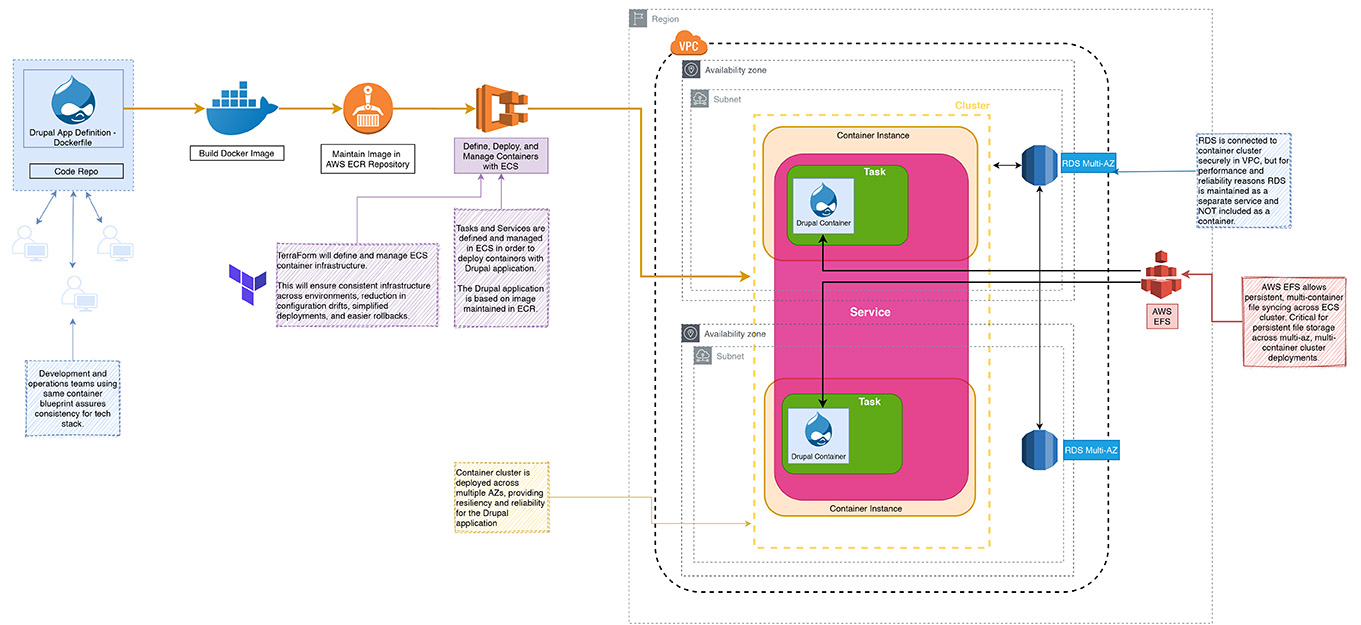 Region
VPC
Availability zone
Subnet
Cluster
Drupal App Definition -
Dockerfile
Code Repo
Build Docker Image
Maintain Image in
AWS ECR Repository
Define, Deploy, and
Manage Containers
with ECS
Container Instance
Task
Drupal Container
RDS Multi-AZ
RDS is connected to
container cluster
securely in VPC, but for
performance and
reliability reasons RDS
is maintained as a
separate service and
NOT included as a
container.
TerraForm will define and manage ECS
container infrastructure.
This will ensure consistent infrastructure
across environments, reduction in
configuration drifts, simplified
deployments, and easier rollbacks.
Tasks and Services are
defined and managed
in ECS in order to
deploy containers with
Drupal application.
The Drupal application
is based on image
maintained in ECR.
Service
AWS
EFS
AWS EFS allows
persistent, multi-container
file syncing across ECS
cluster. Critical for
persistent file storage
across multi-az, multi-
container cluster
deployments.
Availability zone
Subnet
Development and
operations teams using
same container
blueprint assures
consistency for tech
stack.
Task
Drupal Container
RDS Multi-AZ
Container cluster is
deployed across
multiple AZs, providing
resiliency and reliability
for the Drupal
application
Container Instance